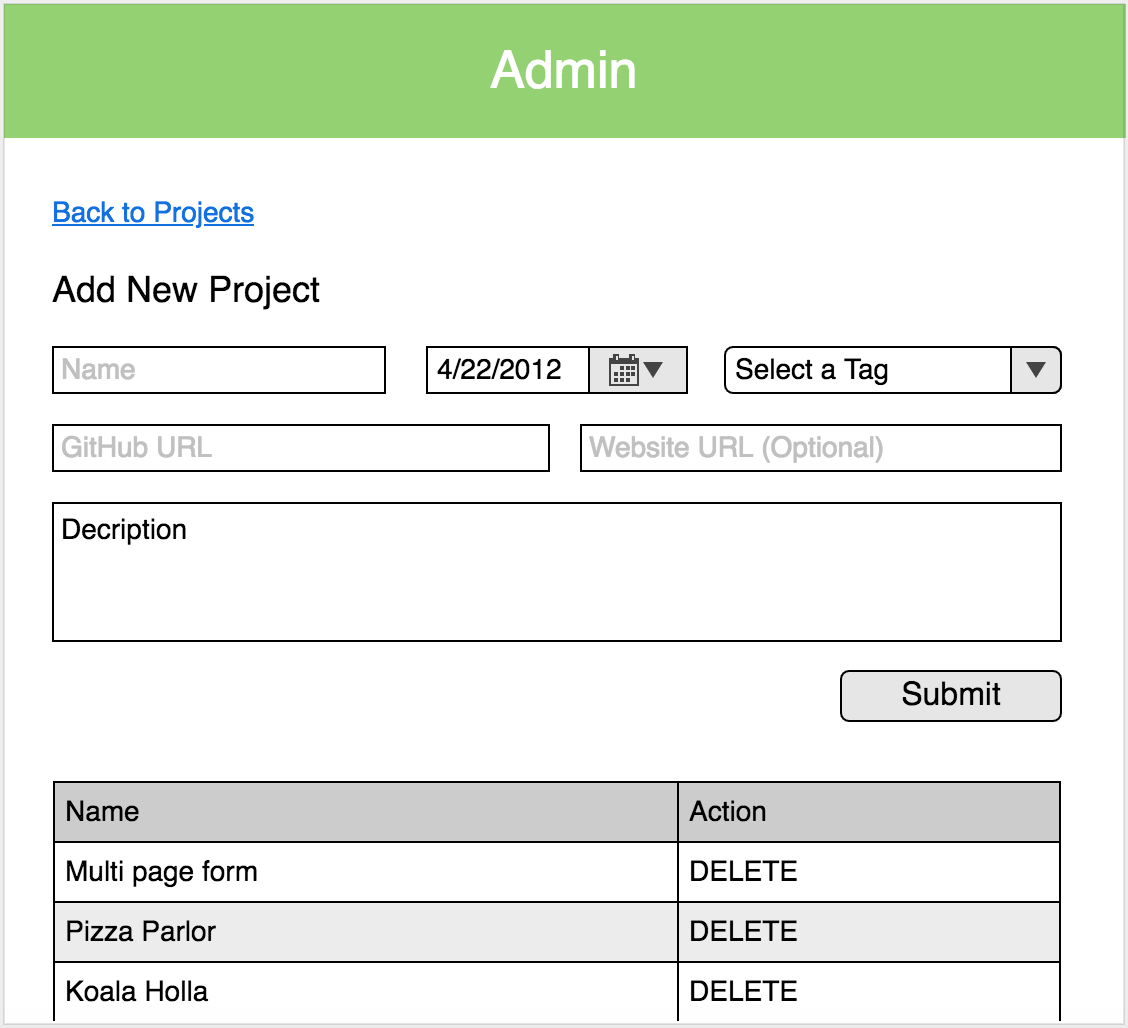 Admin
Back to Projects
Add New Project
Name 4/22/2012 Select a Tag
GitHub URL Website URL (Optional)
Decription
Submit
Name Action
Multi page form DELETE
Pizza Parlor DELETE
Koala Holla DELETE